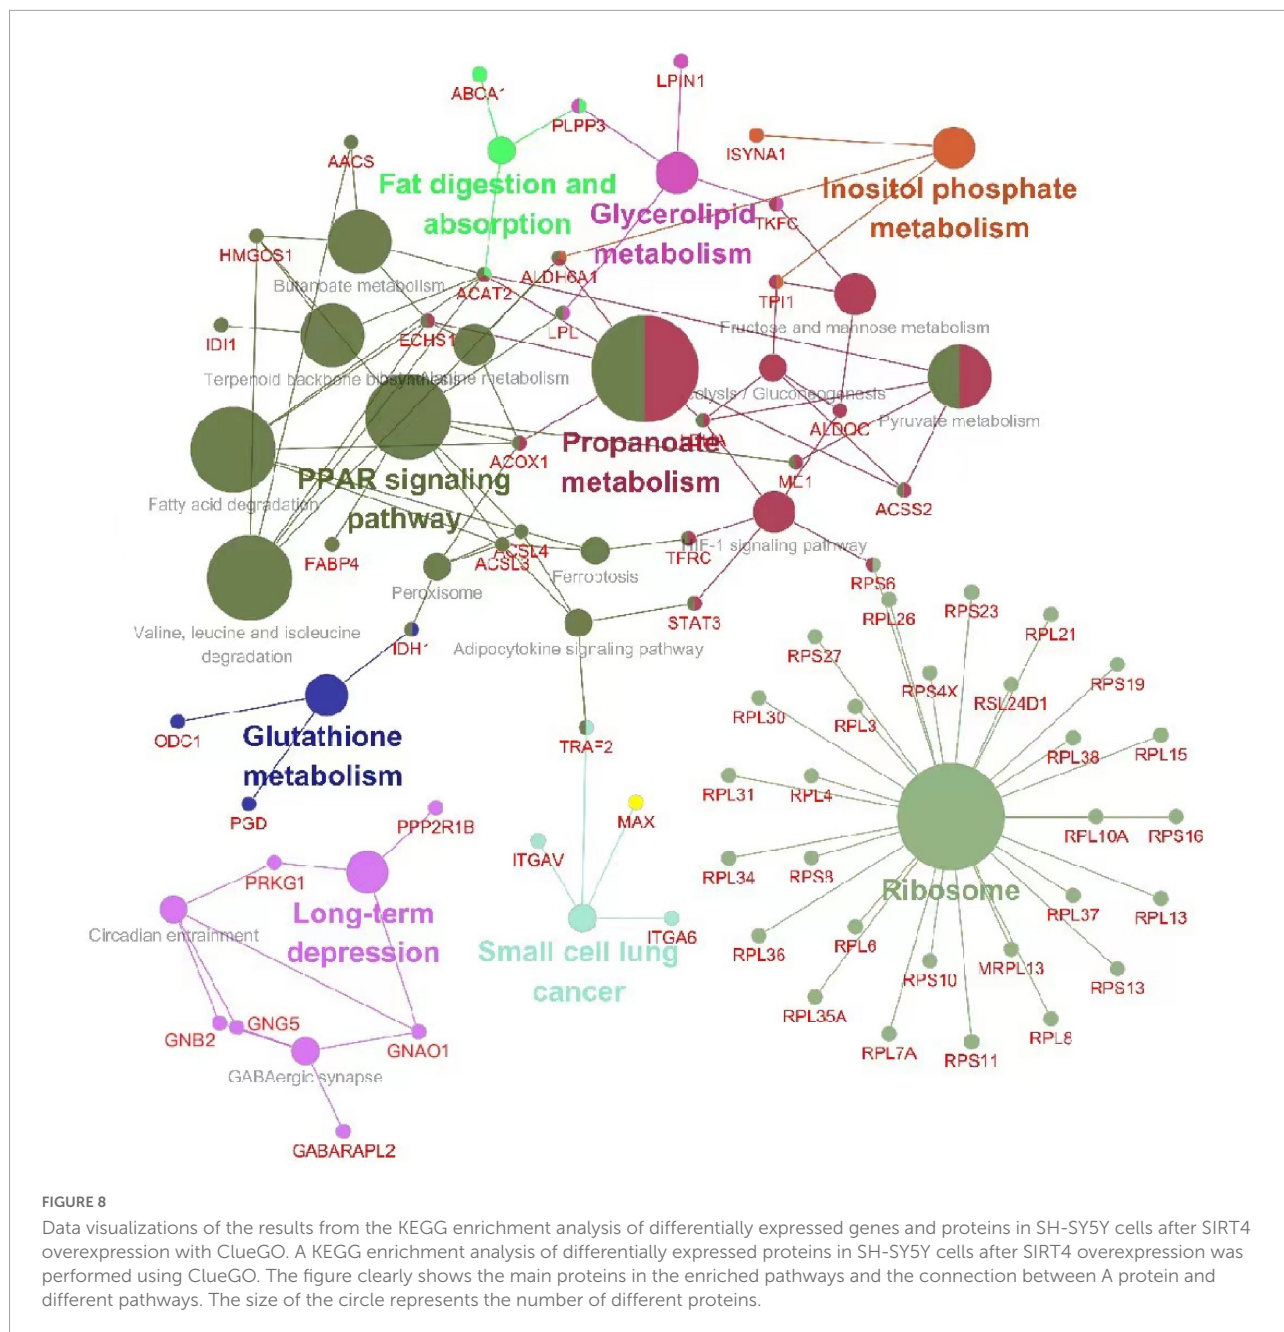 LPIN1
ABCA1
PLPP3
ISYNA1
AACS
Fat digestion and
absorption
Glycerolipid
metabolism
Inositol phosphate
metabolism
TKFC
HMGCS1
Butanoate metabolism
ACAT2
ALDH6A1
TPI1
IDI1
ECHS1
LPL
Fructose and mannose metabolism
Terpenoid backbone
metabolism
Gluconeogenesis
Pyruvate metabolism
ALDOC
Propanoate
metabolism
ACOX1
ME1
ACSS2
PPAR signaling
pathway
Fatty acid degradation
FABP4
ACSL4
ACSL3
TFRC
HIF-1 signaling pathway
Ferroptosis
Peroxisome
RPS6
Valine, leucine and isoleucine
degradation
IDH1
Adipocytokine signaling pathway
STAT3
RPL26
RPS23
RPL21
RPS27
RPS4X
RSL24D1
RPS19
RPL30
RPL3
RPL38
RPL15
ODC1
Glutathione
metabolism
PGD
TRAF2
RPL31
RPL4
MAX
RPL10A
RPS16
PPP2R1B
ITGAV
PRKG1
RPL34
RPS8
Ribosome
Long-term
depression
Circadian entrainment
ITGA6
Small cell lung
cancer
RPL37
RPL13
RPL36
RPL6
RPS10
MRPL13
RPS13
RPL35A
RPL7A
RPS11
RPL8
GNB2
GNG5
GNAO1
GABAergic synapse
GABARAPL2
FIGURE 8
Data visualizations of the results from the KEGG enrichment analysis of differentially expressed genes and proteins in SH-SY5Y cells after SIRT4
overexpression with ClueGO. A KEGG enrichment analysis of differentially expressed proteins in SH-SY5Y cells after SIRT4 overexpression was
performed using ClueGO. The figure clearly shows the main proteins in the enriched pathways and the connection between A protein and
different pathways. The size of the circle represents the number of different proteins.